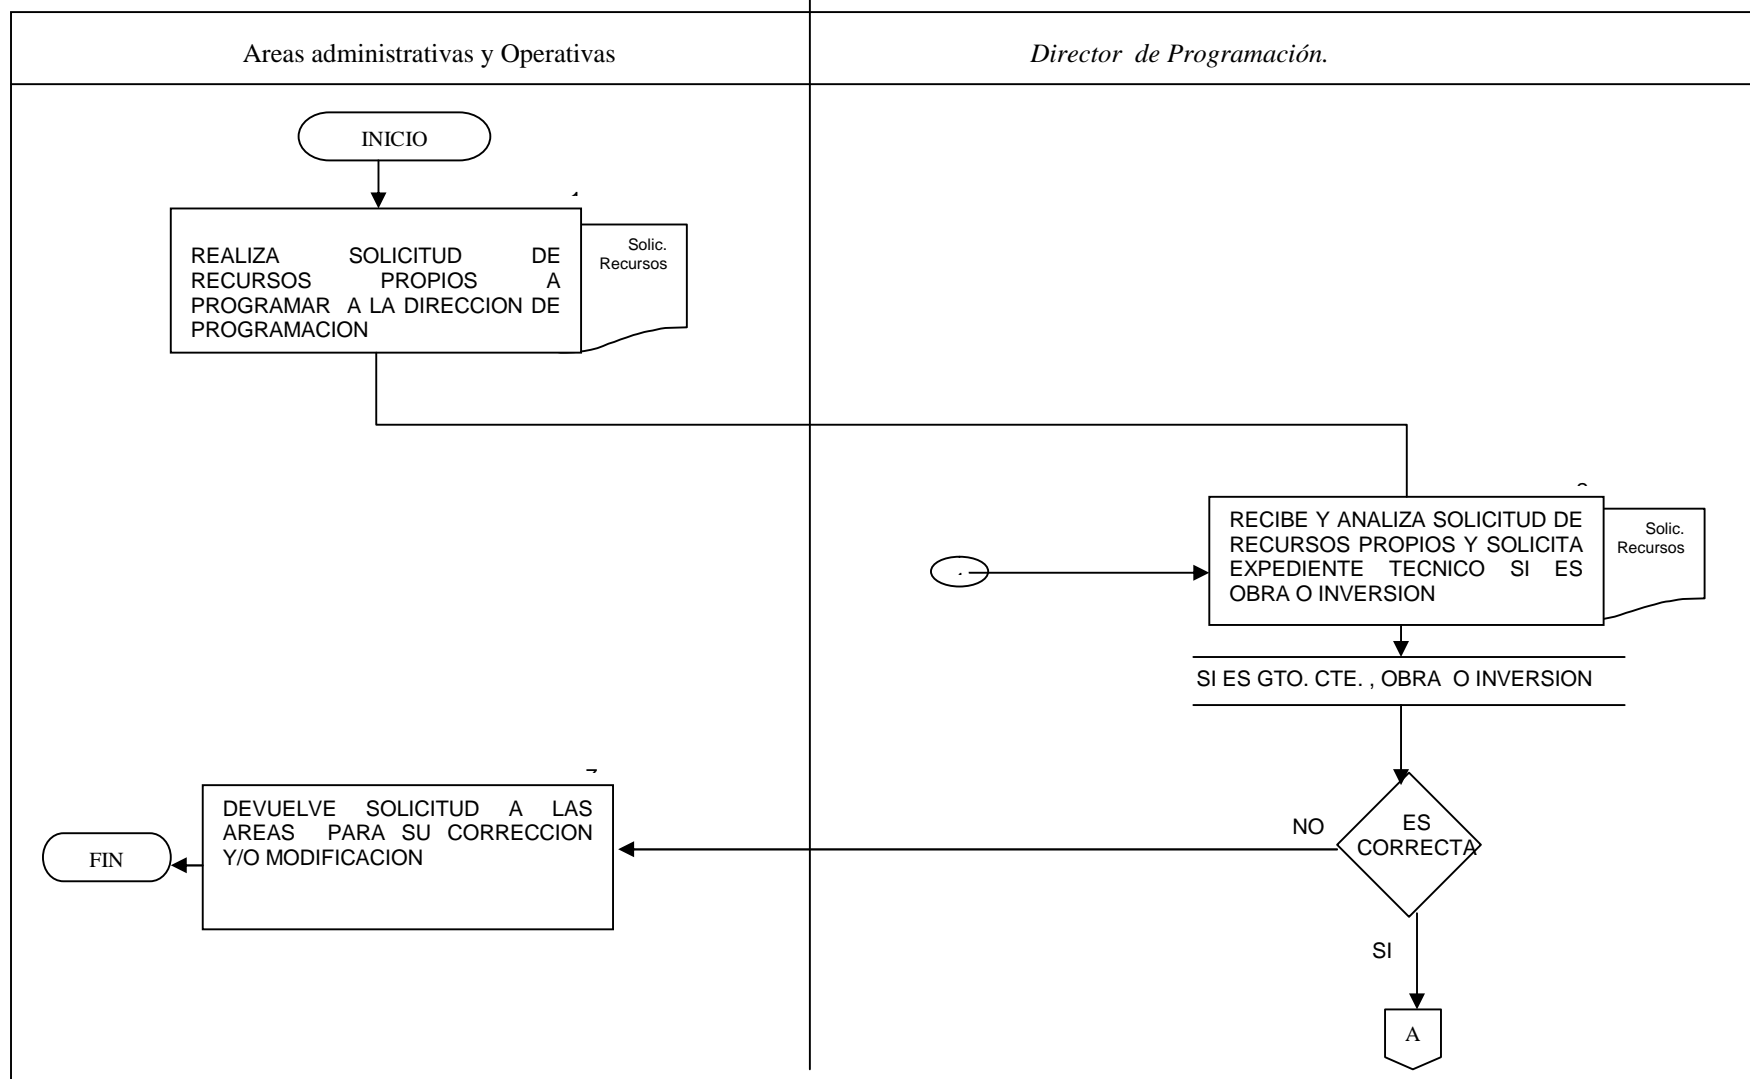 Areas administrativas y Operativas
Director de Programación.
INICIO
REALIZA SOLICITUD DE
RECURSOS PROPIOS A
PROGRAMAR A LA DIRECCION DE
PROGRAMACION
Solic.
Recursos
RECIBE Y ANALIZA SOLICITUD DE
RECURSOS PROPIOS Y SOLICITA
EXPEDIENTE TECNICO SI ES
OBRA O INVERSION
Solic.
Recursos
SI ES GTO. CTE. , OBRA O INVERSION
DEVUELVE SOLICITUD A LAS
AREAS PARA SU CORRECCION
Y/O MODIFICACION
FIN
NO
ES
CORRECTA
SI
A